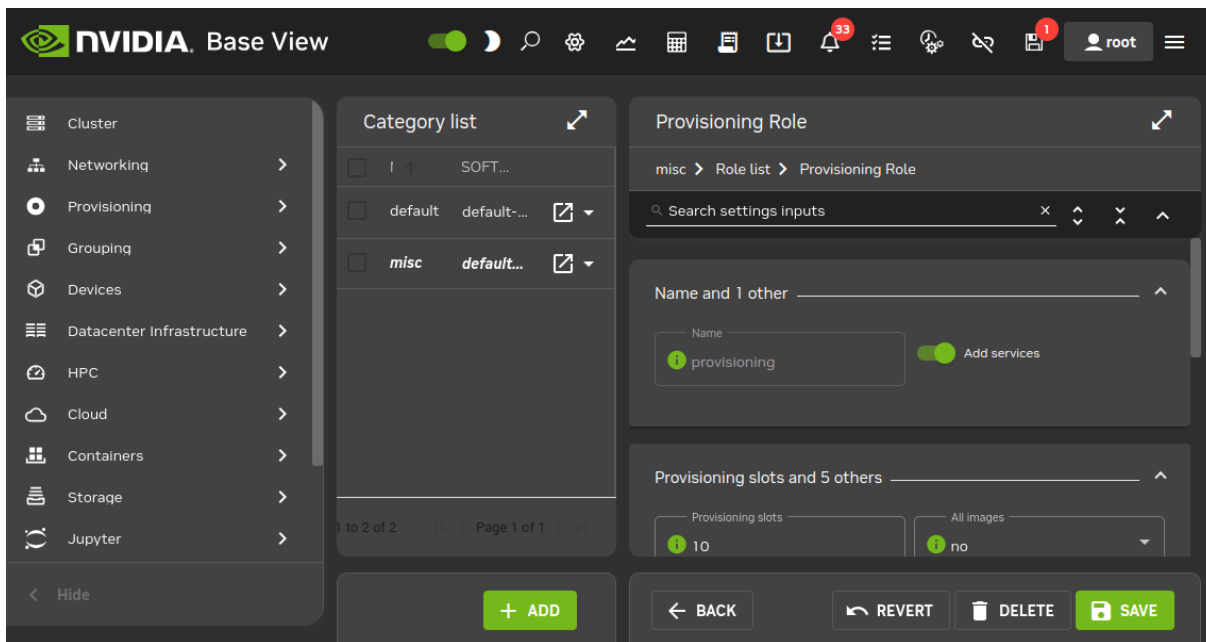 NVIDIA. Base View
33
1
root
Cluster
Networking
Provisioning
Grouping
Devices
Datacenter Infrastructure
HPC
Cloud
Containers
Storage
Jupyter
Hide
Category list
SOFT...
default default-...
misc default...
1 to 2 of 2 Page 1 of 1
ADD
Provisioning Role
misc Role list Provisioning Role
Search settings inputs
Name and 1 other
Name
provisioning
Add services
Provisioning slots and 5 others
Provisioning slots
10
All images
no
BACK
REVERT
DELETE
SAVE